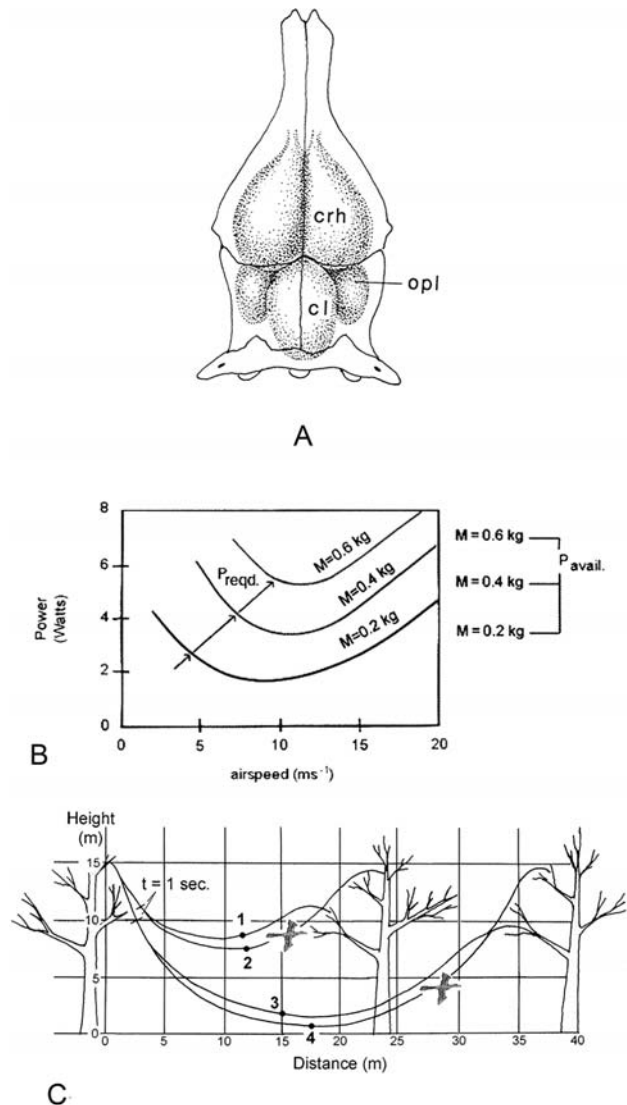 crh
opl
cl
A
8
6
4
2
0
Power
(Watts)
Preqd.
M=0.6 kg
M=0.4 kg
M=0.2 kg
M = 0.6 kg
M = 0.4 kg
M = 0.2 kg
Pavail.
0 5 10 15 20
airspeed (ms⁻¹)
B
Height
(m)
15
10
5
0
t = 1 sec.
1
2
3
4
0 5 10 15 20 25 30 35 40
Distance (m)
C